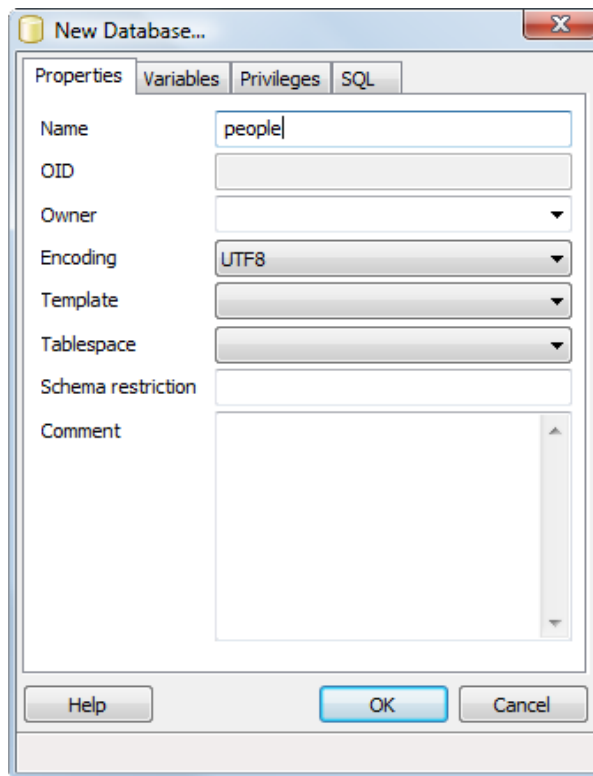 New Database...
Properties Variables Privileges SQL
Name people
OID
Owner
Encoding UTF8
Template
Tablespace
Schema restriction
Comment
Help OK Cancel